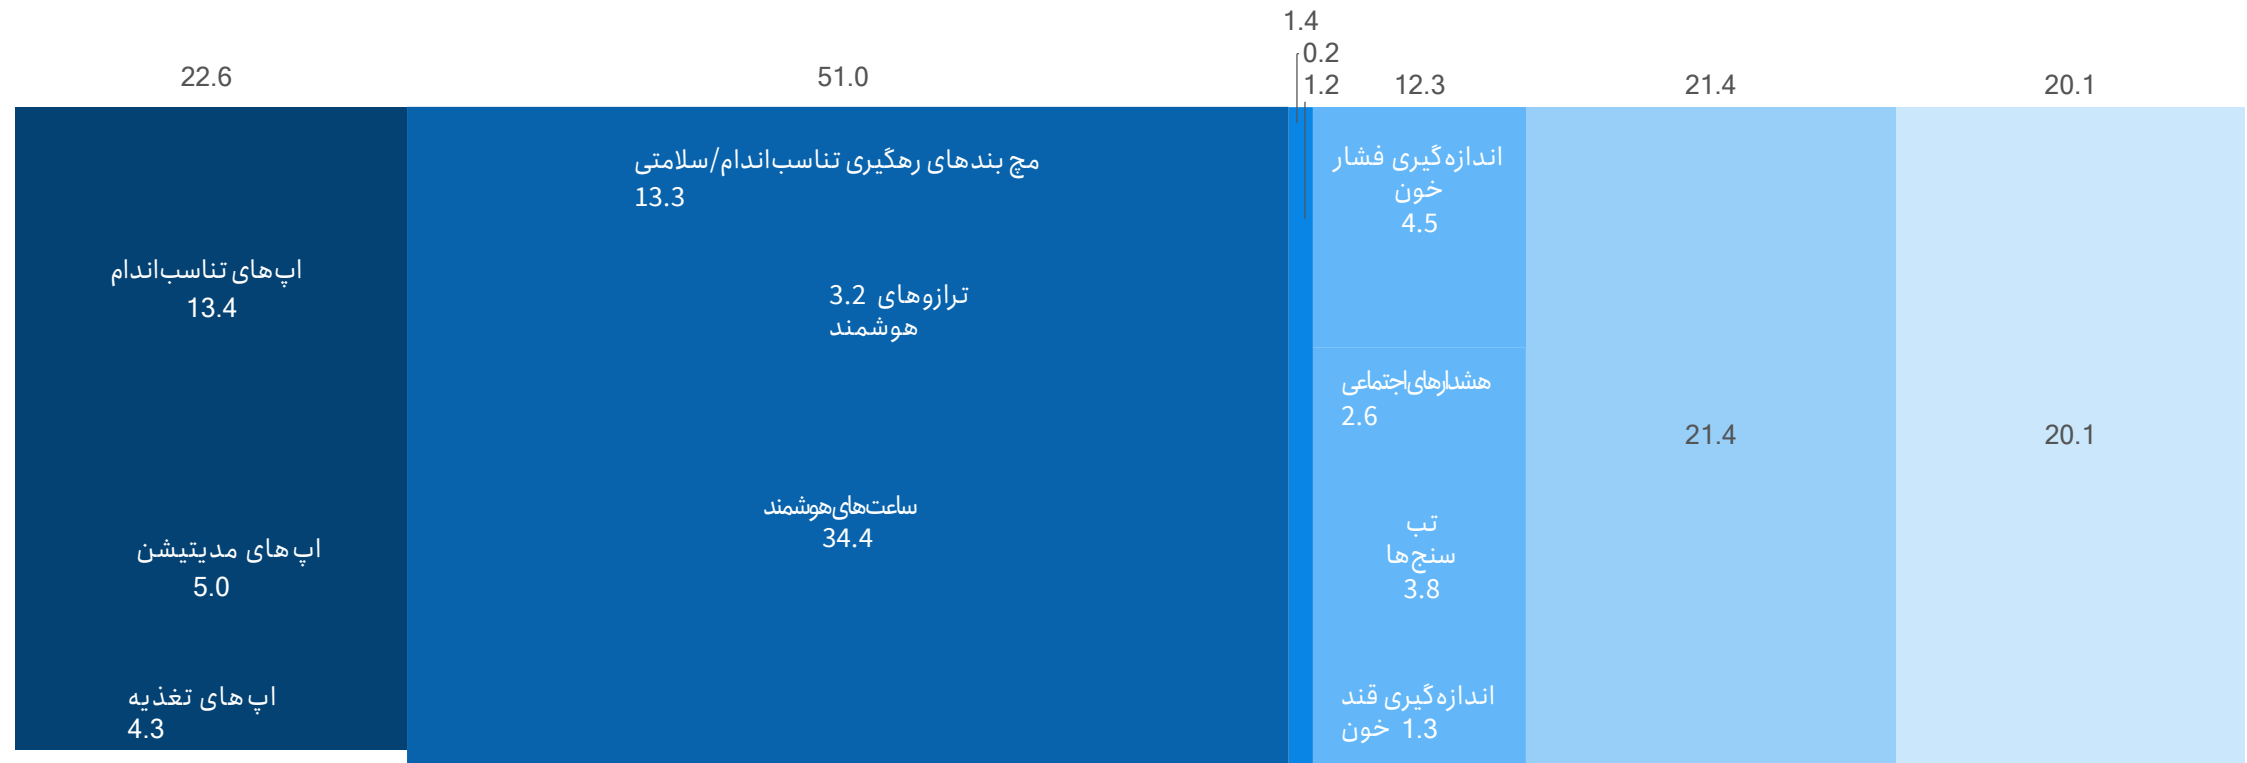 1.4
0.2
1.2
22.6
51.0
12.3
21.4
20.1
اپ‌های تناسب‌اندام
13.4
اپ های مدیتیشن
5.0
اپ های تغذیه
4.3
مچ بندهای رهگیری تناسب‌اندام/سلامتی
13.3
ترازوهای 3.2
هوشمند
ساعت‌های‌هوشمند
34.4
اندازه‌گیری فشار
خون
4.5
هشدارهای‌اجتماعی
2.6
تب
سنج‌ها
3.8
اندازه‌گیری قند
خون 1.3
21.4
20.1